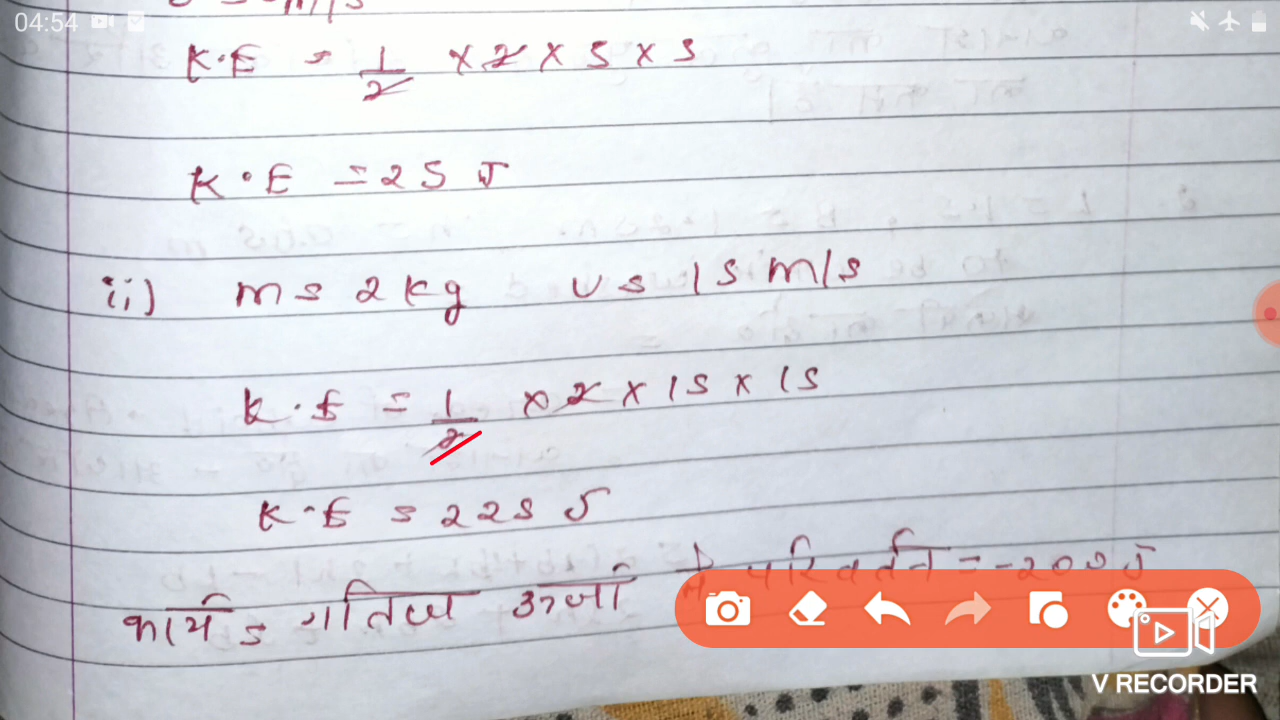 04:54
m/s
K.E = 1/2 × 2 × 5 × 5
K.E = 25 J
ii) m = 2 kg v = 15 m/s
K.E = 1/2 × 2 × 15 × 15
K.E = 225 J
कार्य = गतिज ऊर्जा में परिवर्तन = -200 J
V RECORDER